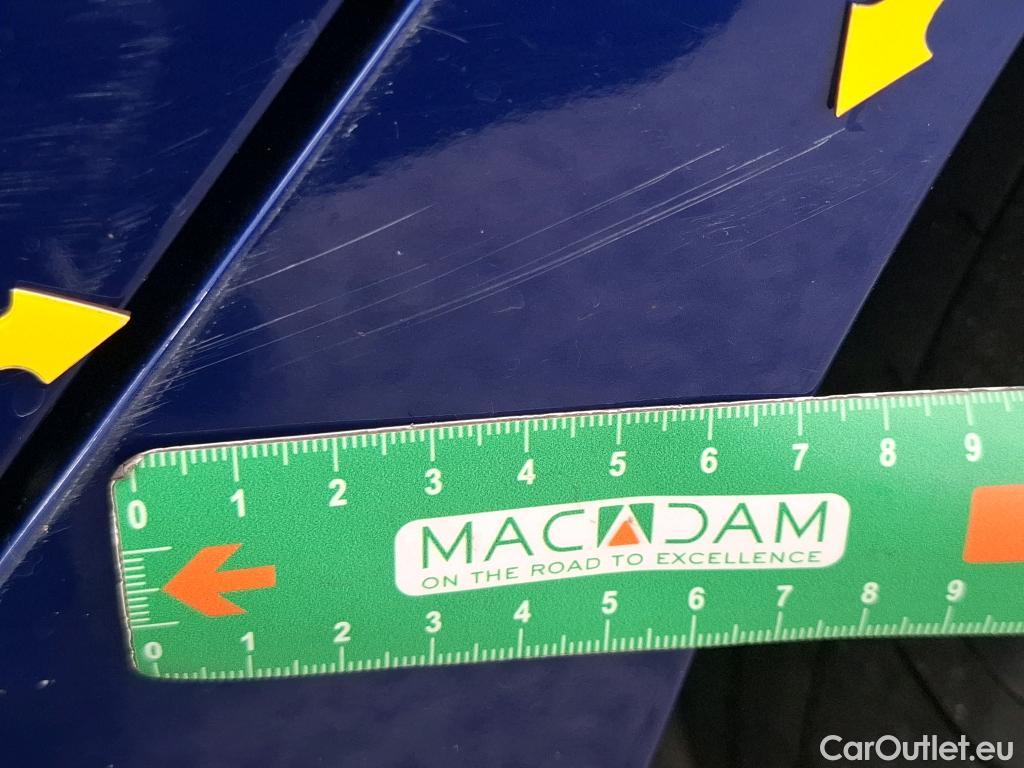 0 1 2 3 4 5 6 7 8 9
MACADAM
ON THE ROAD TO EXCELLENCE
0 1 2 3 4 5 6 7 8 9
CarOutlet.eu